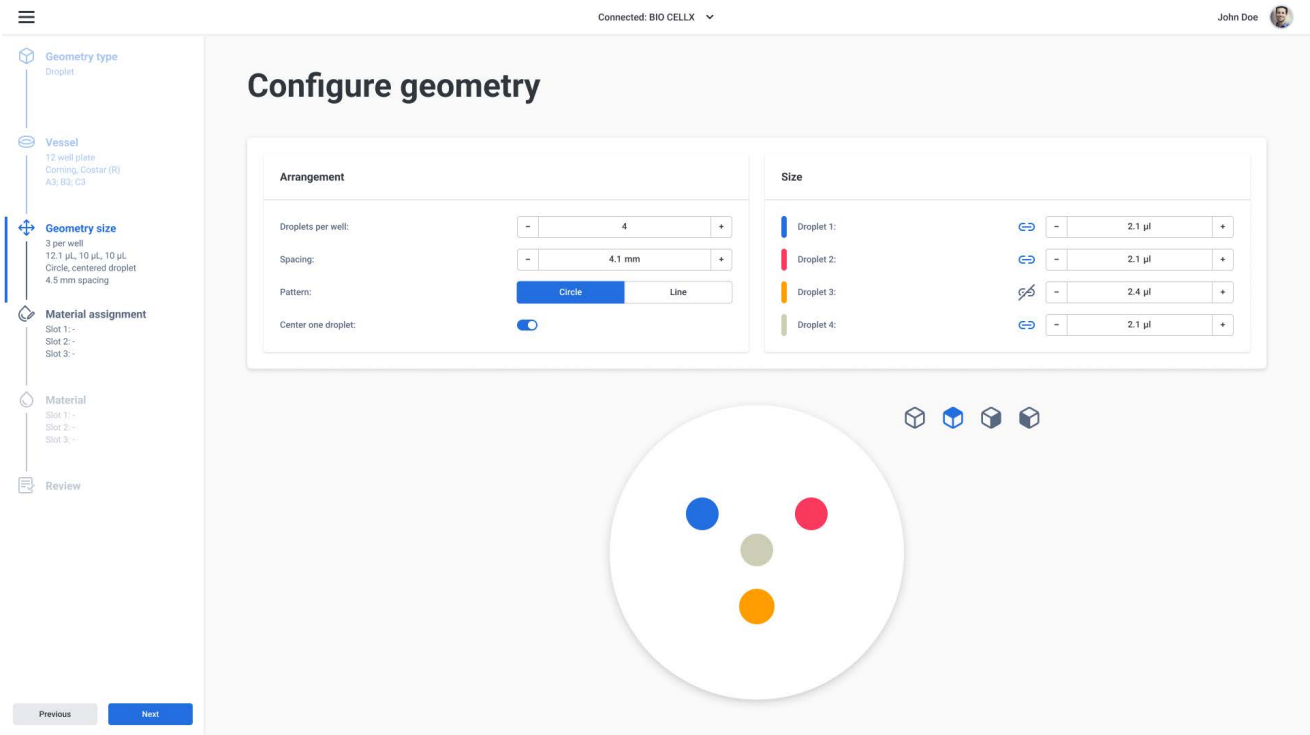 Connected: BIO CELLX
John Doe
Geometry type
Droplet
Vessel
12 well plate
Corning, Costar (R)
A3; B3; C3
Geometry size
3 per well
12.1 µL, 10 µL, 10 µL
Circle, centered droplet
4.5 mm spacing
Material assignment
Slot 1: -
Slot 2: -
Slot 3: -
Material
Slot 1: -
Slot 2: -
Slot 3: -
Review
Previous
Next
Configure geometry
Arrangement
Droplets per well:
- 4 +
Spacing:
- 4.1 mm +
Pattern:
Circle Line
Center one droplet:
Size
Droplet 1: - 2.1 µl +
Droplet 2: - 2.1 µl +
Droplet 3: - 2.4 µl +
Droplet 4: - 2.1 µl +